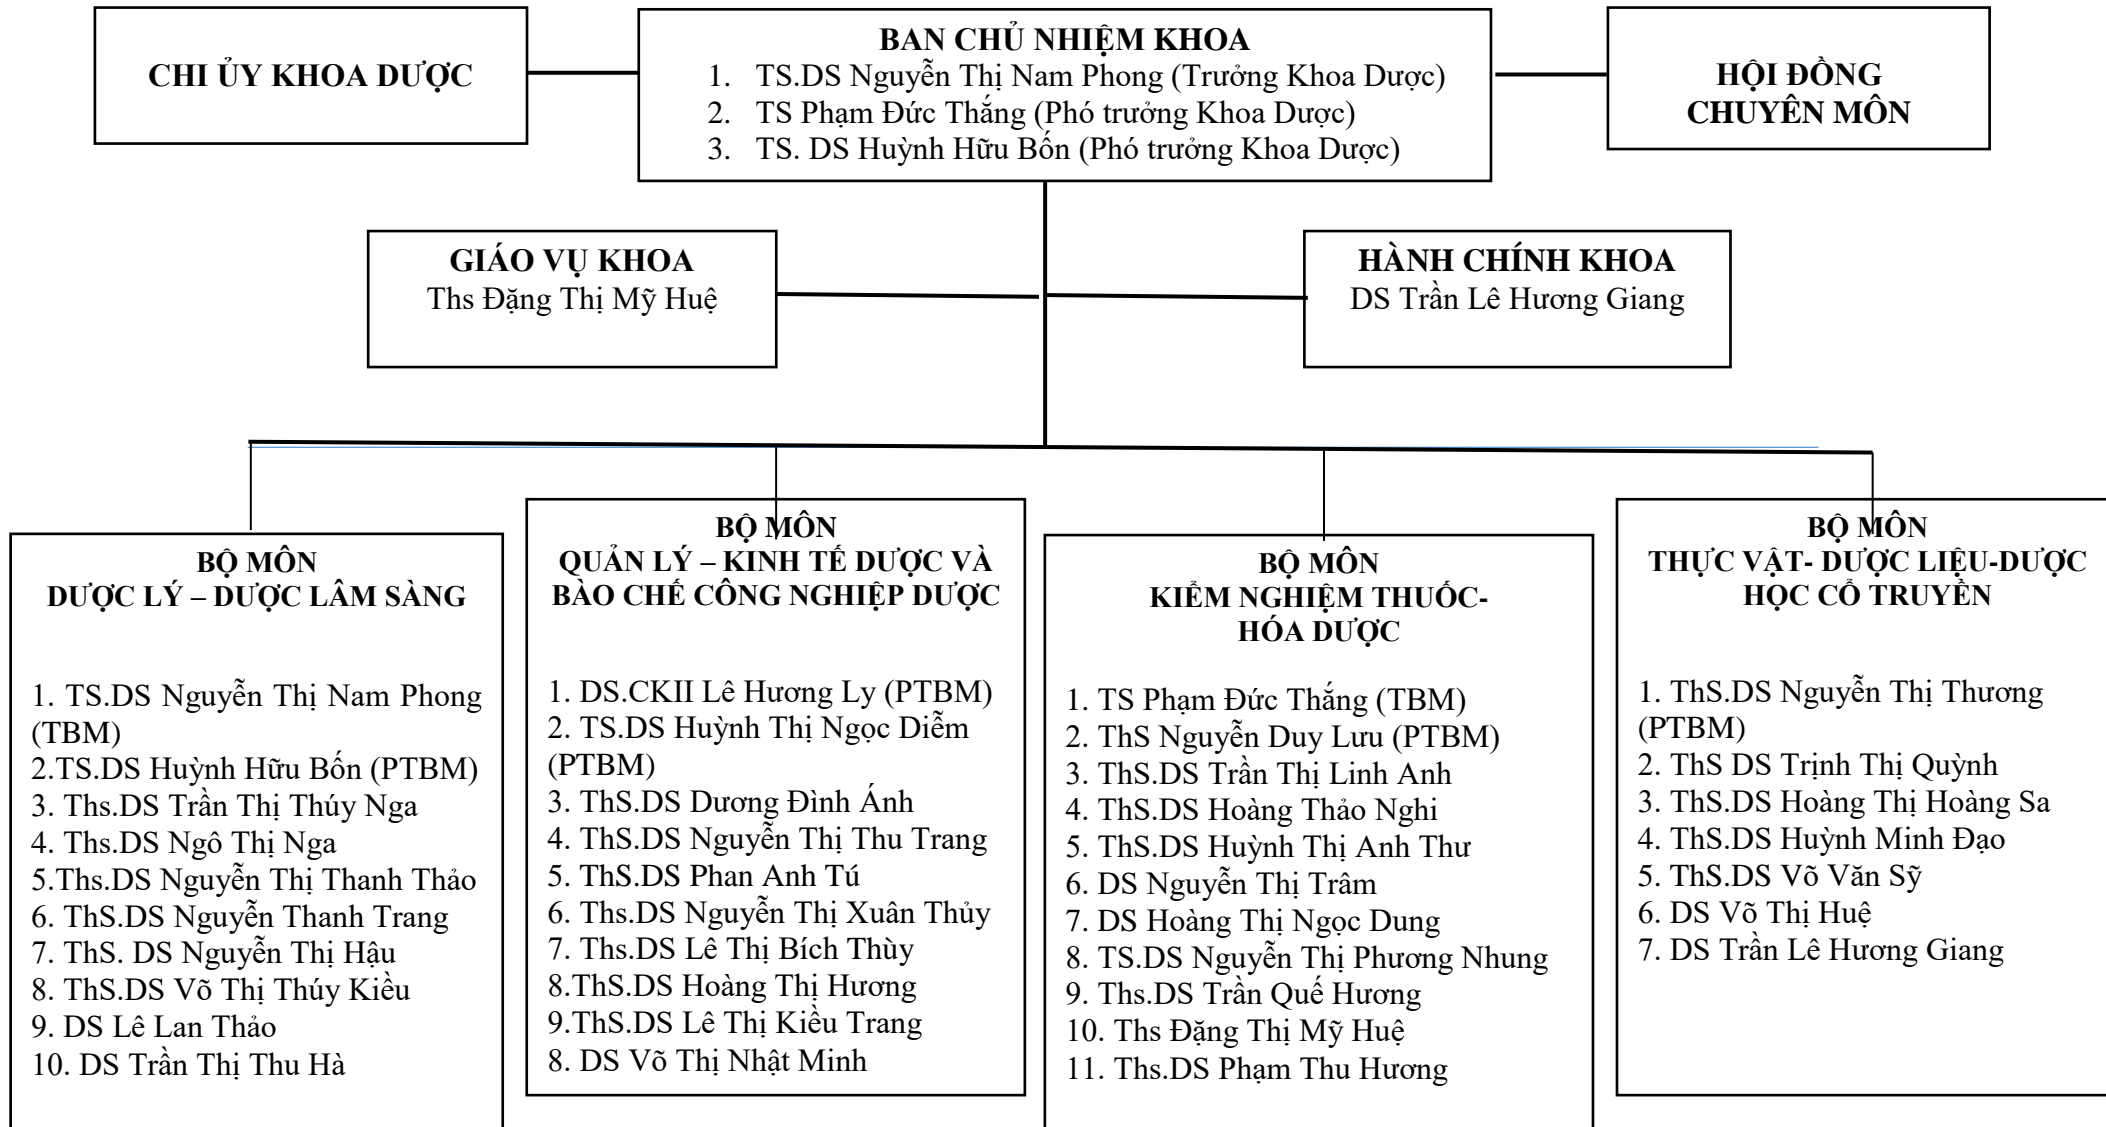 CHI ỦY KHOA DƯỢC
BAN CHỦ NHIỆM KHOA
1. TS.DS Nguyễn Thị Nam Phong (Trưởng Khoa Dược)
2. TS Phạm Đức Thắng (Phó trưởng Khoa Dược)
3. TS. DS Huỳnh Hữu Bốn (Phó trưởng Khoa Dược)
HỘI ĐỒNG
CHUYÊN MÔN
GIÁO VỤ KHOA
Ths Đặng Thị Mỹ Huệ
HÀNH CHÍNH KHOA
DS Trần Lê Hương Giang
BỘ MÔN
DƯỢC LÝ – DƯỢC LÂM SÀNG
1. TS.DS Nguyễn Thị Nam Phong
(TBM)
2.TS.DS Huỳnh Hữu Bốn (PTBM)
3. Ths.DS Trần Thị Thúy Nga
4. Ths.DS Ngô Thị Nga
5.Ths.DS Nguyễn Thị Thanh Thảo
6. ThS.DS Nguyễn Thanh Trang
7. ThS. DS Nguyễn Thị Hậu
8. ThS.DS Võ Thị Thúy Kiều
9. DS Lê Lan Thảo
10. DS Trần Thị Thu Hà
BỘ MÔN
QUẢN LÝ – KINH TẾ DƯỢC VÀ
BÀO CHẾ CÔNG NGHIỆP DƯỢC
1. DS.CKII Lê Hương Ly (PTBM)
2. TS.DS Huỳnh Thị Ngọc Diễm
(PTBM)
3. ThS.DS Dương Đình Ánh
4. ThS.DS Nguyễn Thị Thu Trang
5. ThS.DS Phan Anh Tú
6. Ths.DS Nguyễn Thị Xuân Thủy
7. Ths.DS Lê Thị Bích Thùy
8.ThS.DS Hoàng Thị Hương
9.ThS.DS Lê Thị Kiều Trang
8. DS Võ Thị Nhật Minh
BỘ MÔN
KIỂM NGHIỆM THUỐC-
HÓA DƯỢC
1. TS Phạm Đức Thắng (TBM)
2. ThS Nguyễn Duy Lưu (PTBM)
3. ThS.DS Trần Thị Linh Anh
4. ThS.DS Hoàng Thảo Nghi
5. ThS.DS Huỳnh Thị Anh Thư
6. DS Nguyễn Thị Trâm
7. DS Hoàng Thị Ngọc Dung
8. TS.DS Nguyễn Thị Phương Nhung
9. Ths.DS Trần Quế Hương
10. Ths Đặng Thị Mỹ Huệ
11. Ths.DS Phạm Thu Hương
BỘ MÔN
THỰC VẬT- DƯỢC LIỆU-DƯỢC
HỌC CỔ TRUYỀN
1. ThS.DS Nguyễn Thị Thương
(PTBM)
2. ThS DS Trịnh Thị Quỳnh
3. ThS.DS Hoàng Thị Hoàng Sa
4. ThS.DS Huỳnh Minh Đạo
5. ThS.DS Võ Văn Sỹ
6. DS Võ Thị Huệ
7. DS Trần Lê Hương Giang